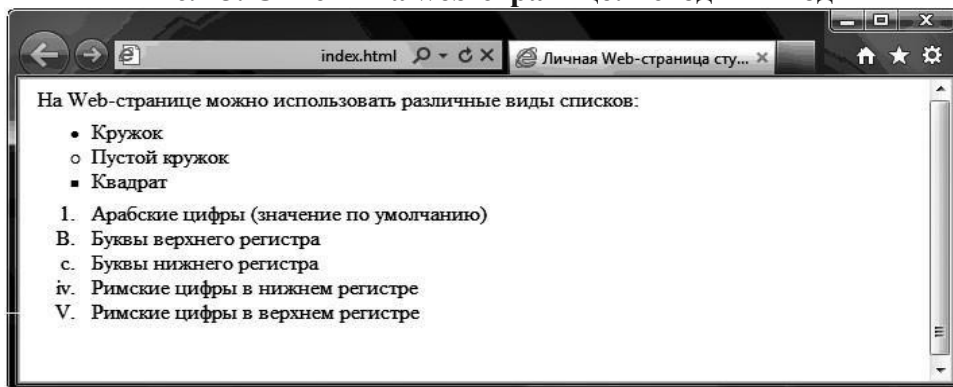 index.html
Личная Web-страница сту...
На Web-странице можно использовать различные виды списков:
• Кружок
○ Пустой кружок
▪ Квадрат
1. Арабские цифры (значение по умолчанию)
B. Буквы верхнего регистра
c. Буквы нижнего регистра
iv. Римские цифры в нижнем регистре
V. Римские цифры в верхнем регистре